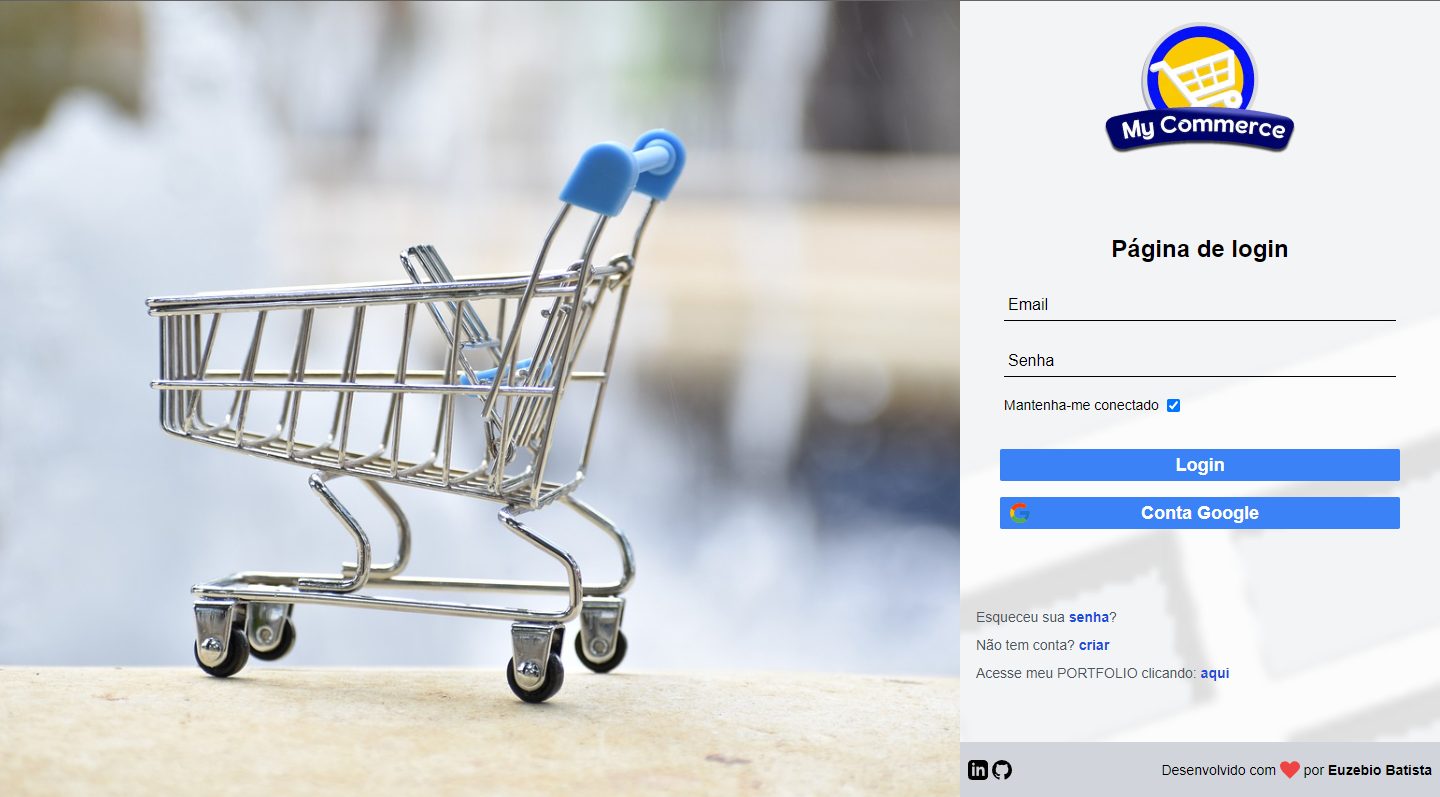 My Commerce
Página de login
Email
Senha
Mantenha-me conectado
Login
Conta Google
Esqueceu sua senha?
Não tem conta? criar
Acesse meu PORTFOLIO clicando: aqui
in
Desenvolvido com por Euzebio Batista